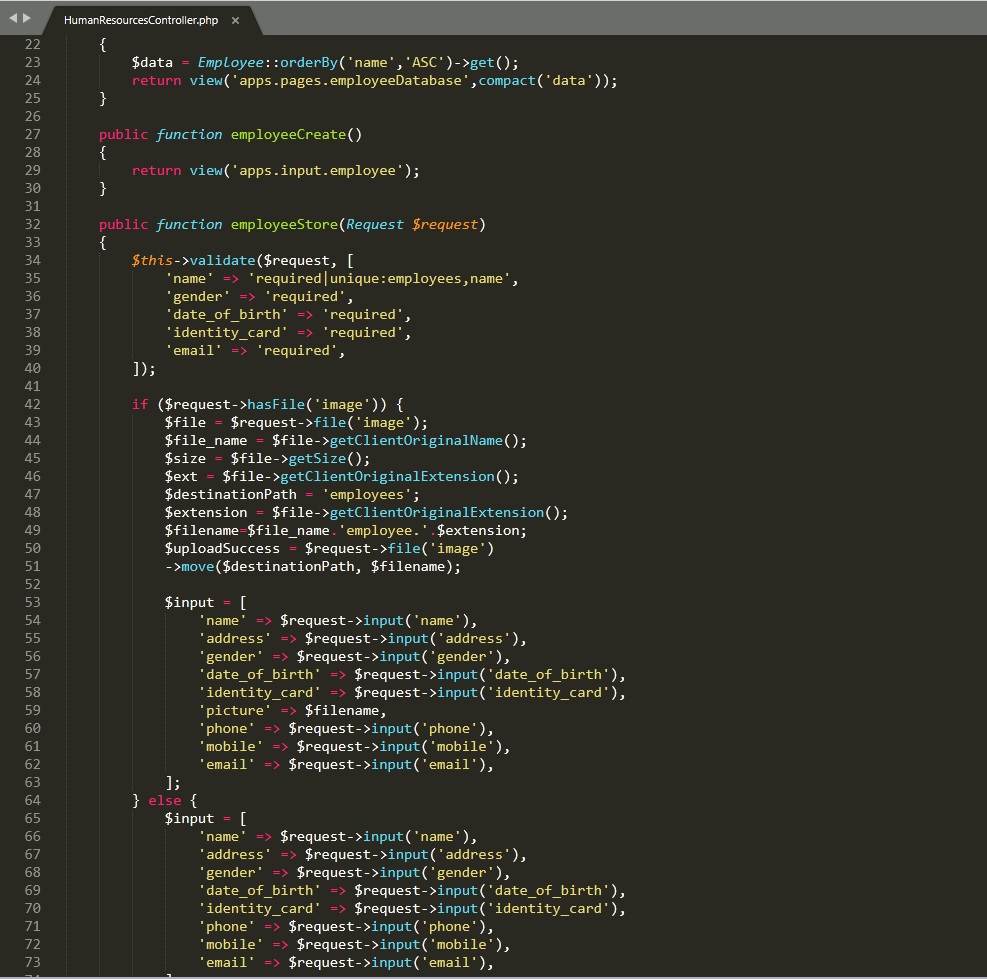 HumanResourcesController.php ×
22 {
23 $data = Employee::orderBy('name','ASC')->get();
24 return view('apps.pages.employeeDatabase',compact('data'));
25 }
26
27 public function employeeCreate()
28 {
29 return view('apps.input.employee');
30 }
31
32 public function employeeStore(Request $request)
33 {
34 $this->validate($request, [
35 'name' => 'required|unique:employees,name',
36 'gender' => 'required',
37 'date_of_birth' => 'required',
38 'identity_card' => 'required',
39 'email' => 'required',
40 ]);
41
42 if ($request->hasFile('image')) {
43 $file = $request->file('image');
44 $file_name = $file->getClientOriginalName();
45 $size = $file->getSize();
46 $ext = $file->getClientOriginalExtension();
47 $destinationPath = 'employees';
48 $extension = $file->getClientOriginalExtension();
49 $filename=$file_name.'employee.'.$extension;
50 $uploadSuccess = $request->file('image')
51 ->move($destinationPath, $filename);
52
53 $input = [
54 'name' => $request->input('name'),
55 'address' => $request->input('address'),
56 'gender' => $request->input('gender'),
57 'date_of_birth' => $request->input('date_of_birth'),
58 'identity_card' => $request->input('identity_card'),
59 'picture' => $filename,
60 'phone' => $request->input('phone'),
61 'mobile' => $request->input('mobile'),
62 'email' => $request->input('email'),
63 ];
64 } else {
65 $input = [
66 'name' => $request->input('name'),
67 'address' => $request->input('address'),
68 'gender' => $request->input('gender'),
69 'date_of_birth' => $request->input('date_of_birth'),
70 'identity_card' => $request->input('identity_card'),
71 'phone' => $request->input('phone'),
72 'mobile' => $request->input('mobile'),
73 'email' => $request->input('email'),